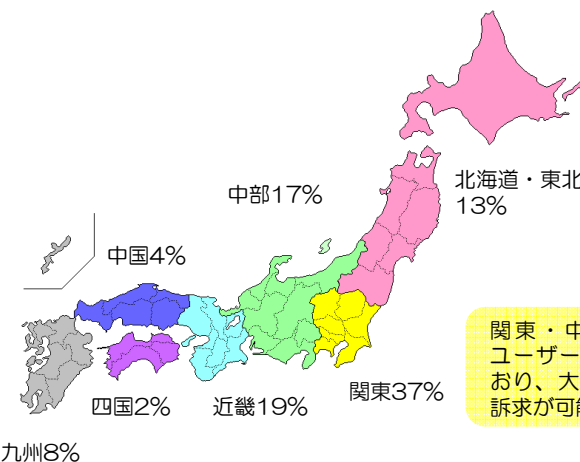 北海道・東北
13%
中部17%
中国4%
関東・中
ユーザー
おり、大
訴求が可
関東37%
四国2%
近畿19%
九州8%